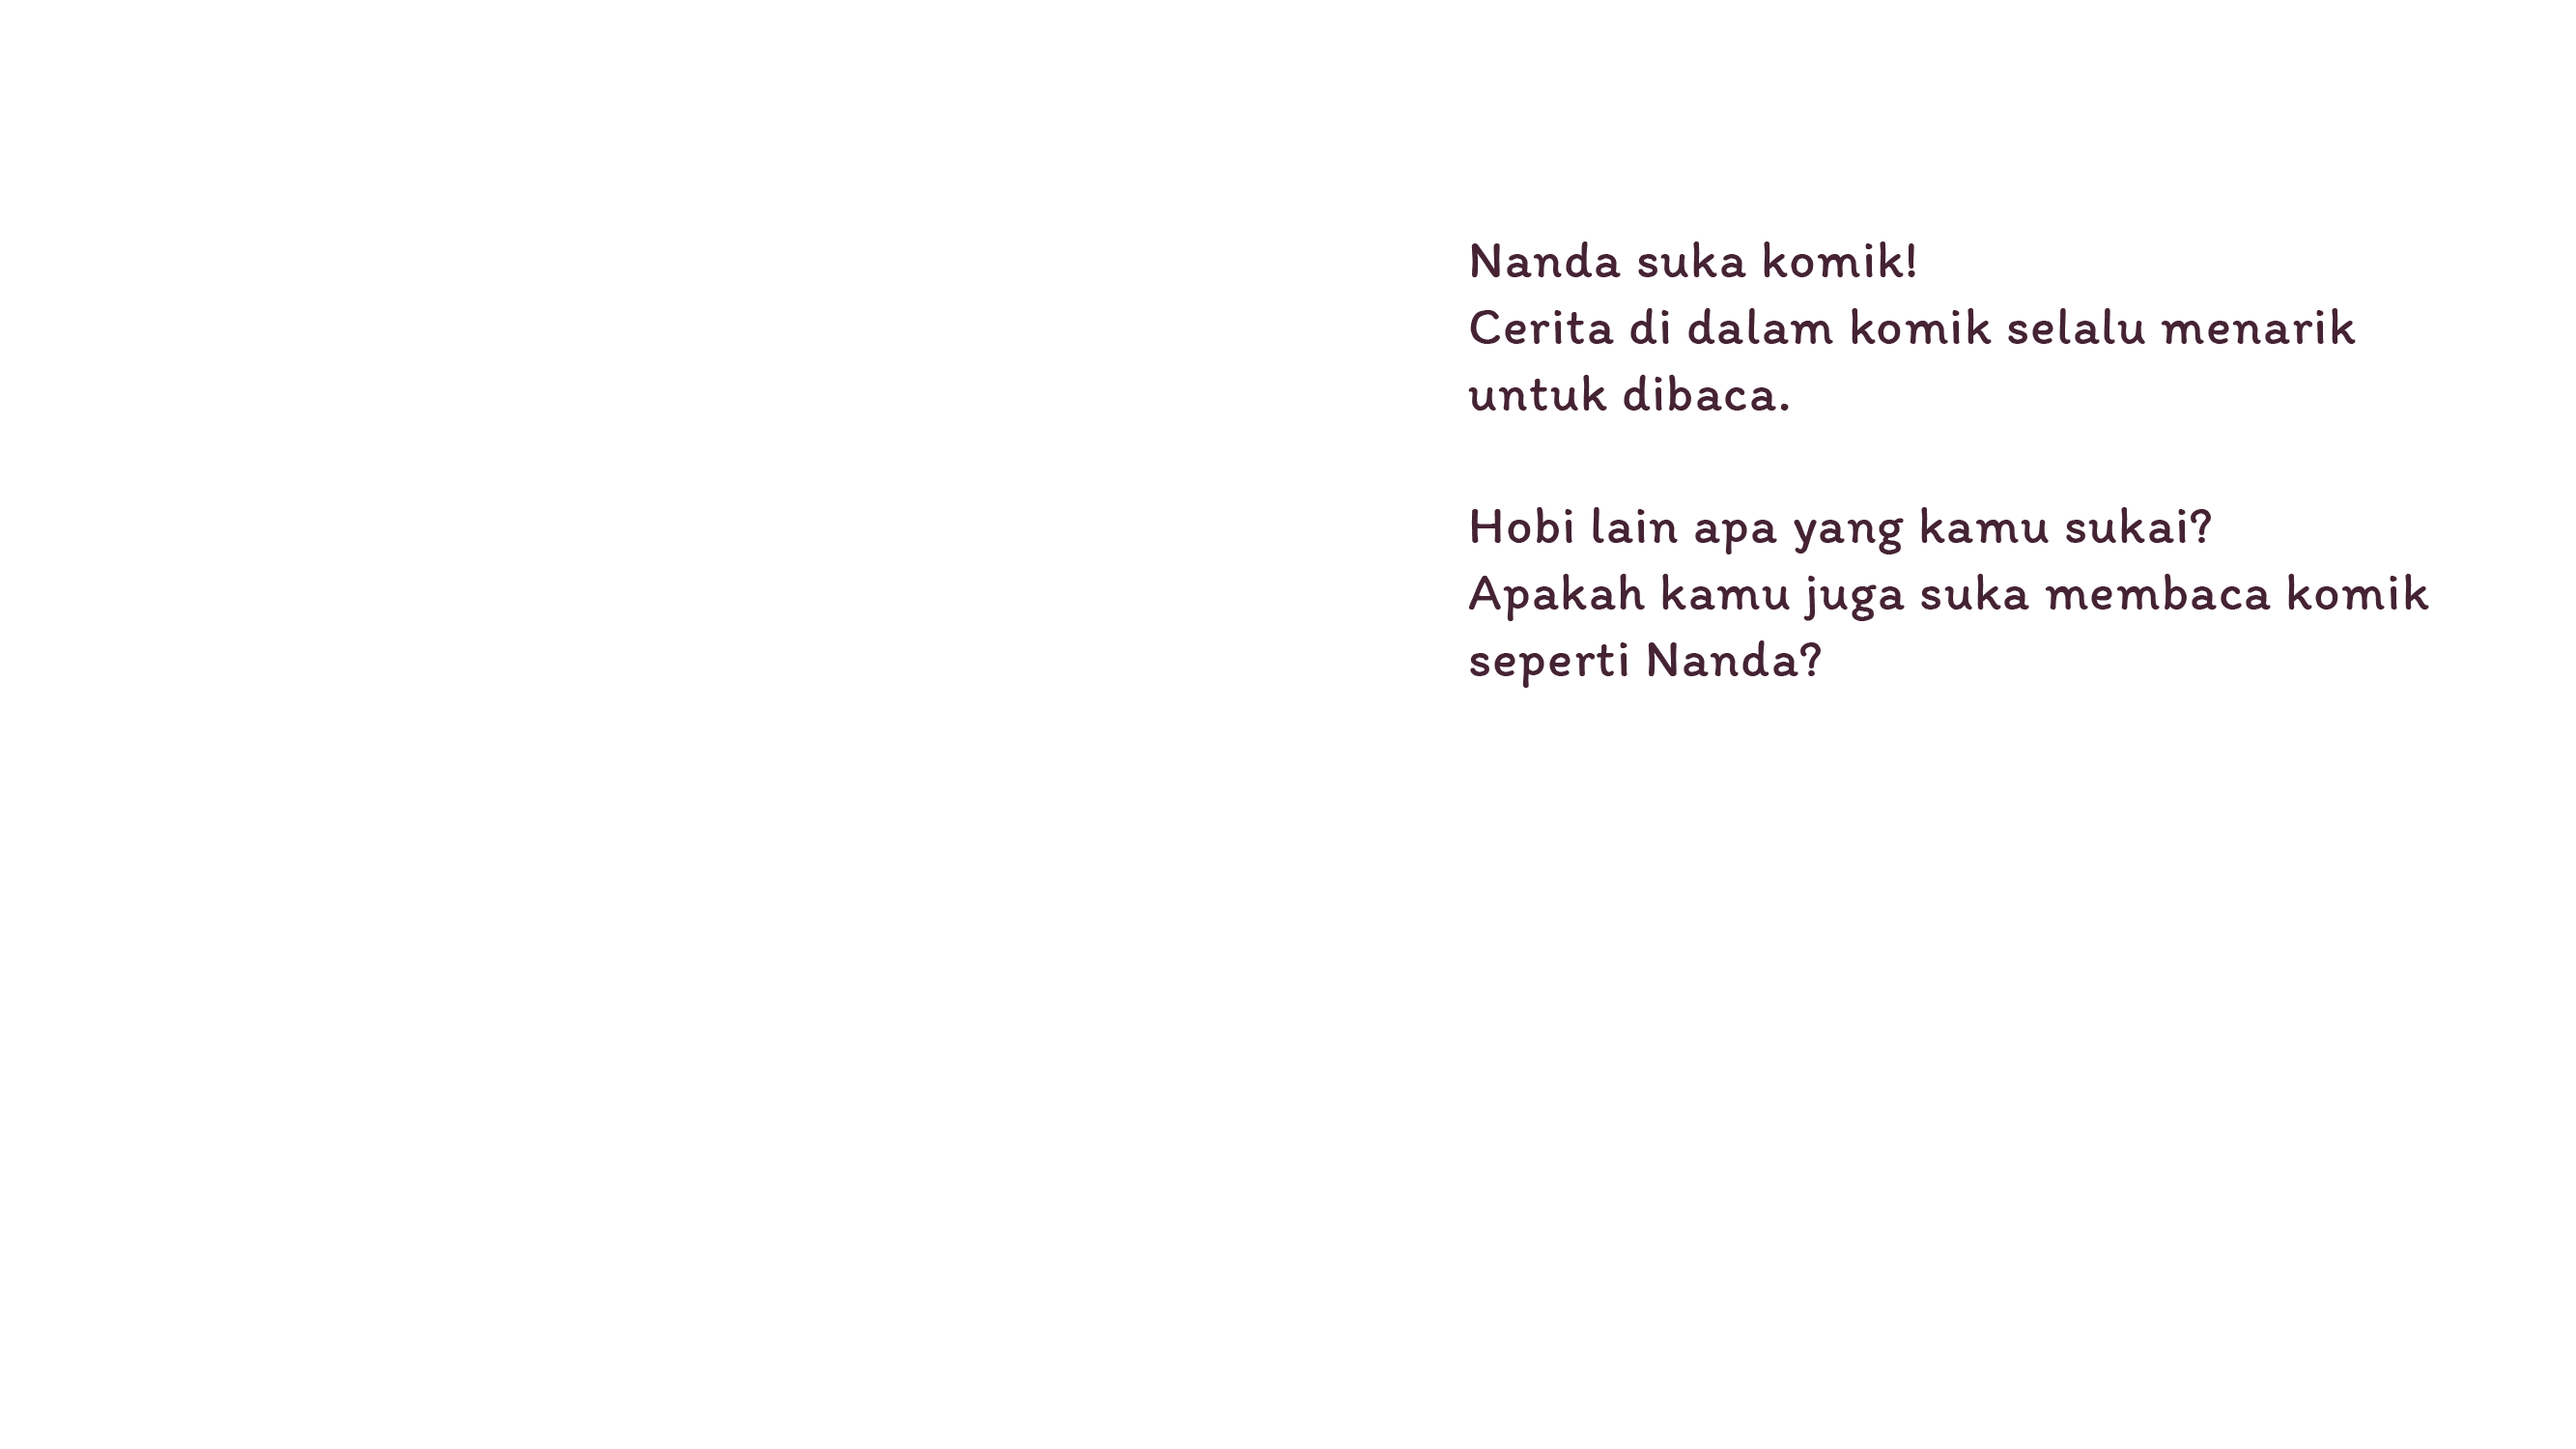 Nanda suka komik!
Cerita di dalam komik selalu menarik
untuk dibaca.
Hobi lain apa yang kamu sukai?
Apakah kamu juga suka membaca komik
seperti Nanda?